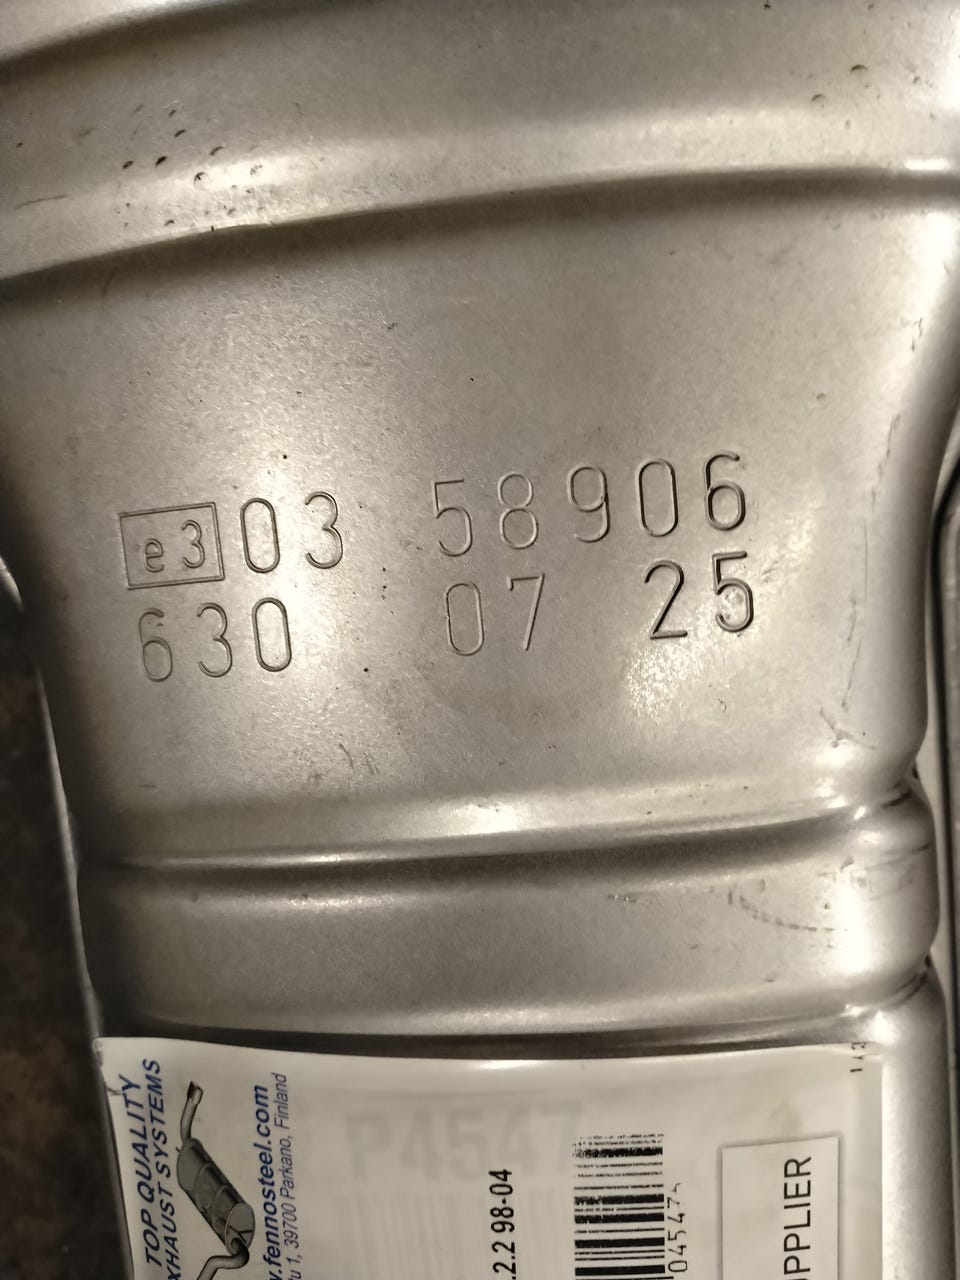 e3 03 58906
630 07 25
TOP QUALITY
XHAUST SYSTEMS
w.fennosteel.com
u 1, 39700 Parkano, Finland
.2.2 98-04
04547
PPLIER